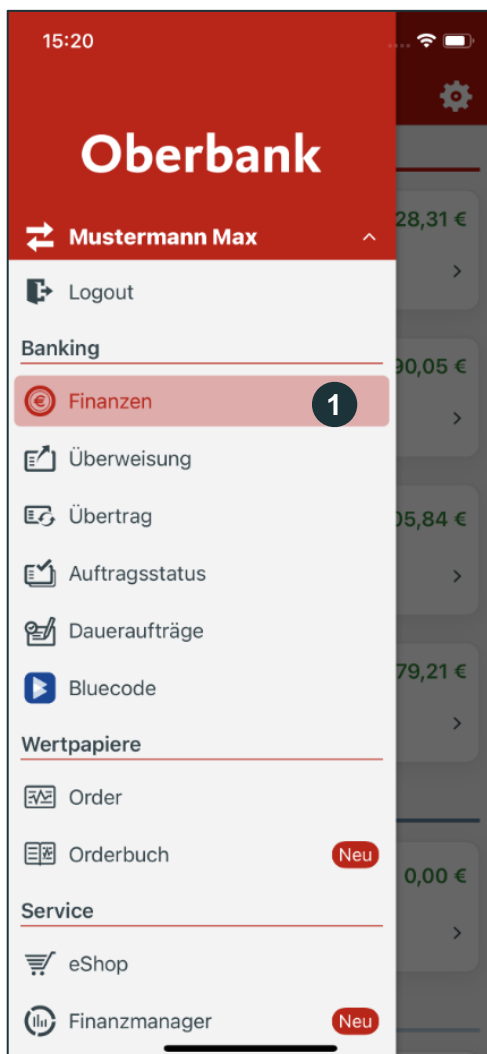 15:20
Oberbank
Mustermann Max
28,31 €
Logout
Banking
90,05 €
Finanzen
1
Überweisung
Übertrag
05,84 €
Auftragsstatus
Daueraufträge
79,21 €
Bluecode
Wertpapiere
Order
Orderbuch Neu
0,00 €
Service
eShop
Finanzmanager Neu